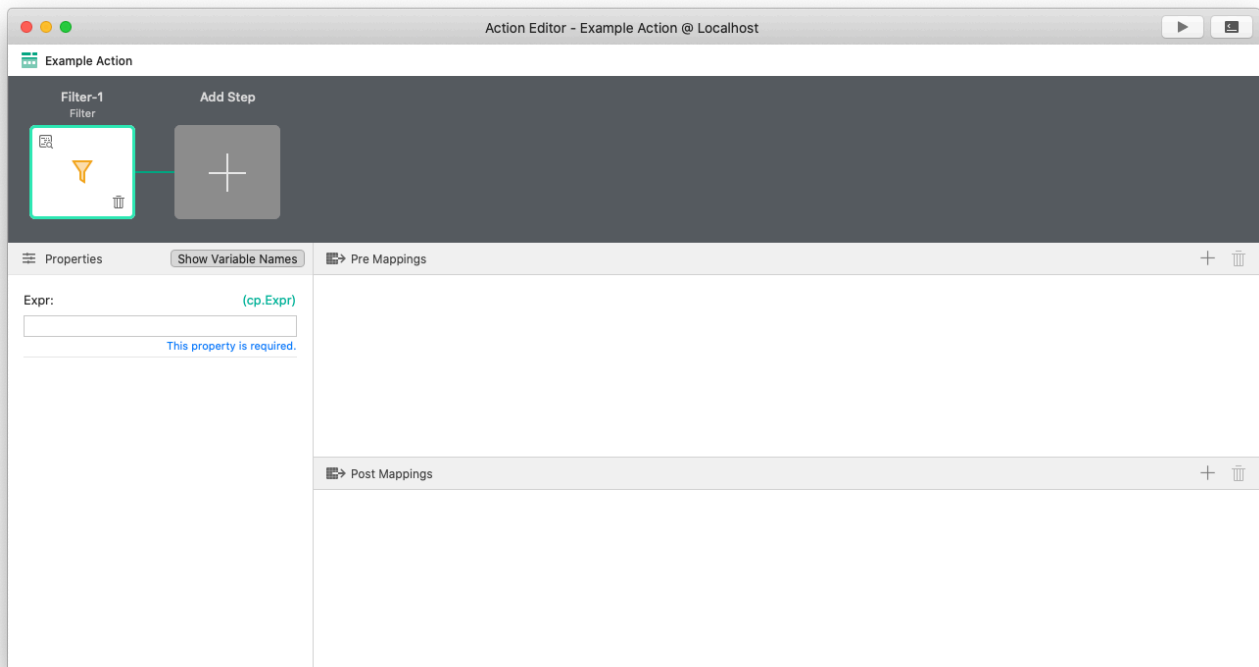 Action Editor - Example Action @ Localhost
Example Action
Filter-1
Filter
Add Step
Properties
Show Variable Names
Pre Mappings
Expr:
(cp.Expr)
This property is required.
Post Mappings